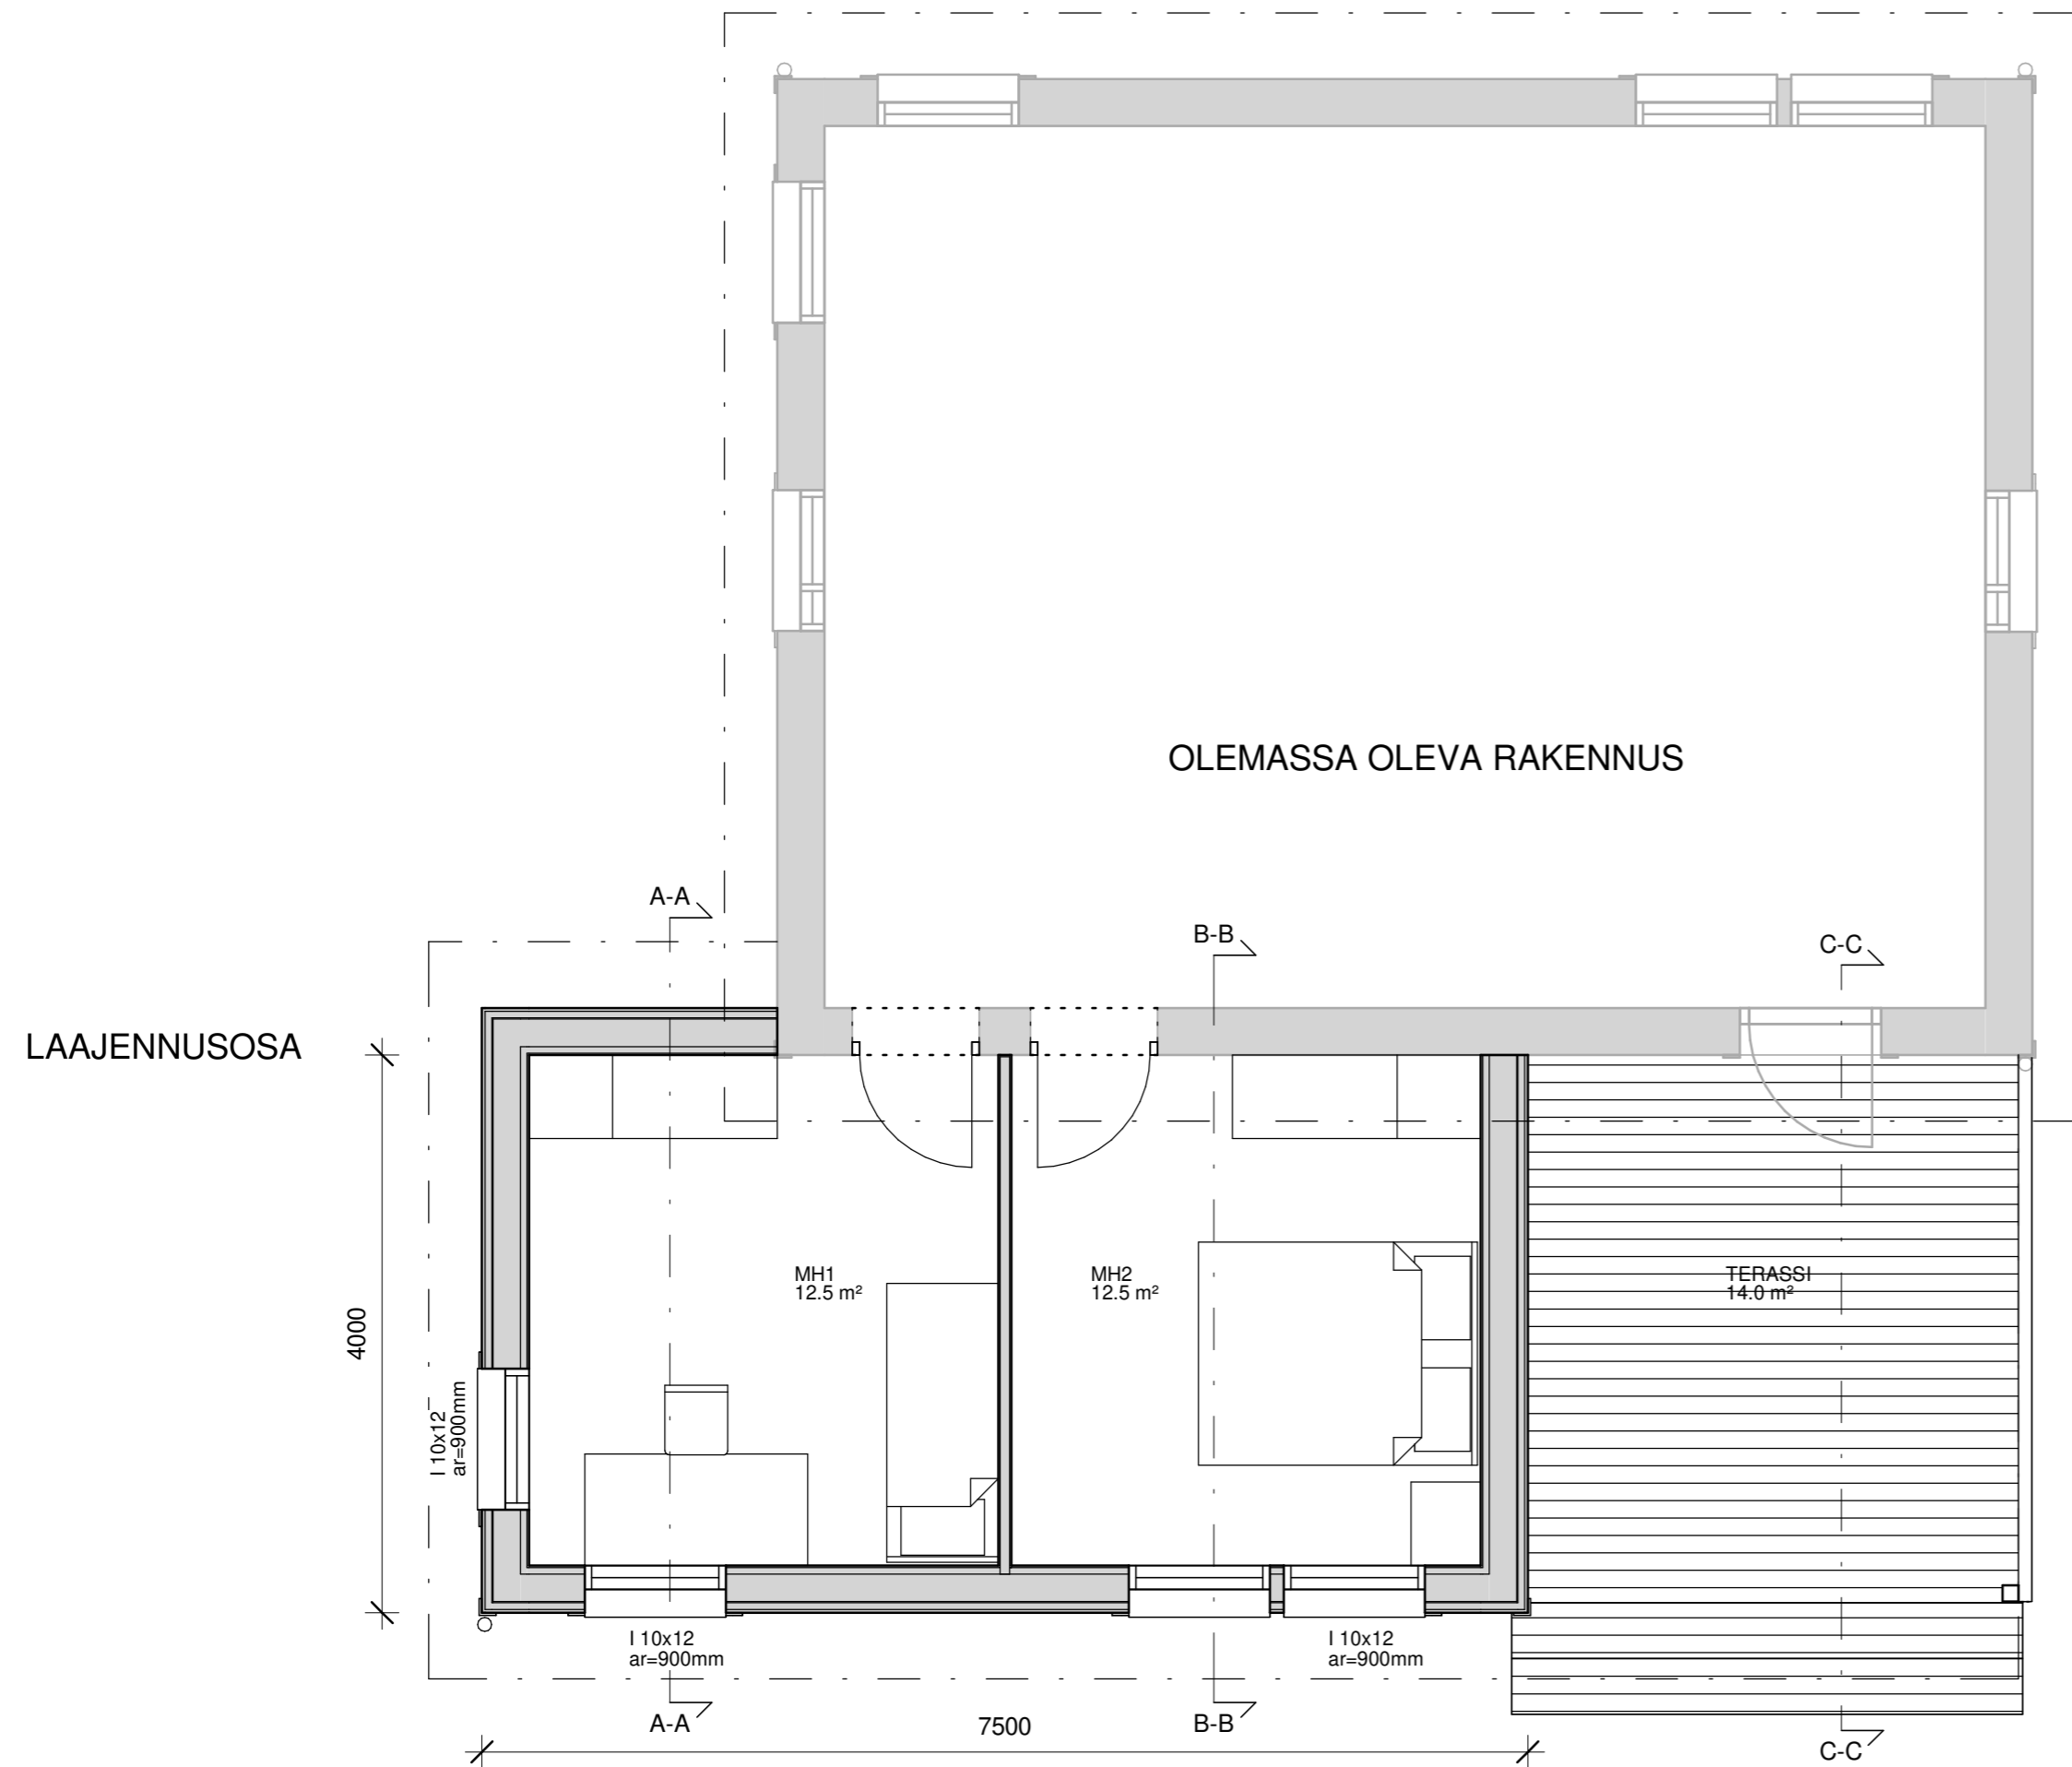 OLEMASSA OLEVA RAKENNUS
A-A
B-B
C-C
LAAJENNUSOSA
MH1
12.5 m²
MH2
12.5 m²
TERASSI
14.0 m²
4000
I 10x12
ar=900mm
I 10x12
ar=900mm
I 10x12
ar=900mm
A-A
7500
B-B
C-C